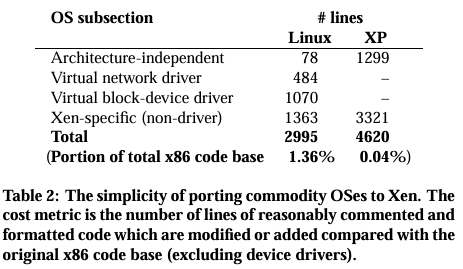 OS subsection # lines
Linux XP
Architecture-independent 78 1299
Virtual network driver 484 –
Virtual block-device driver 1070 –
Xen-specific (non-driver) 1363 3321
Total 2995 4620
(Portion of total x86 code base 1.36% 0.04%)
Table 2: The simplicity of porting commodity OSes to Xen. The
cost metric is the number of lines of reasonably commented and
formatted code which are modified or added compared with the
original x86 code base (excluding device drivers).